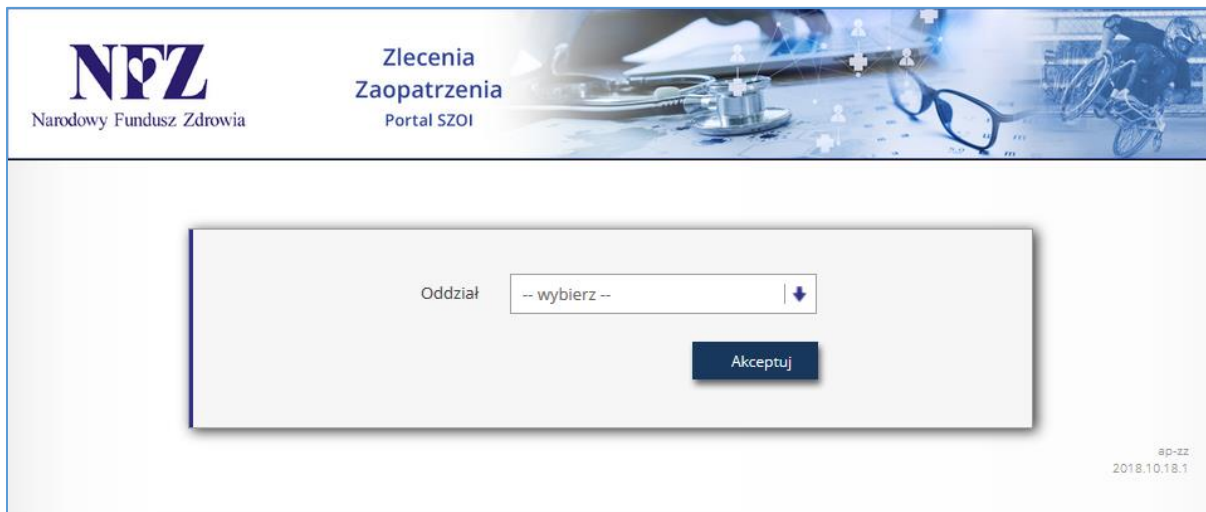 NFZ
Narodowy Fundusz Zdrowia
Zlecenia
Zaopatrzenia
Portal SZOI
Oddział
-- wybierz --
Akceptuj
ap-zz
2018.10.18.1